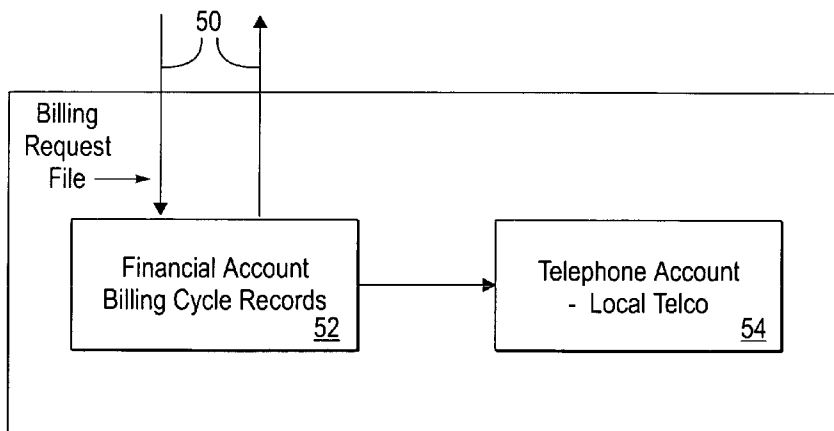 50
Billing
Request
File
Financial Account
Billing Cycle Records
52
Telephone Account
- Local Telco
54